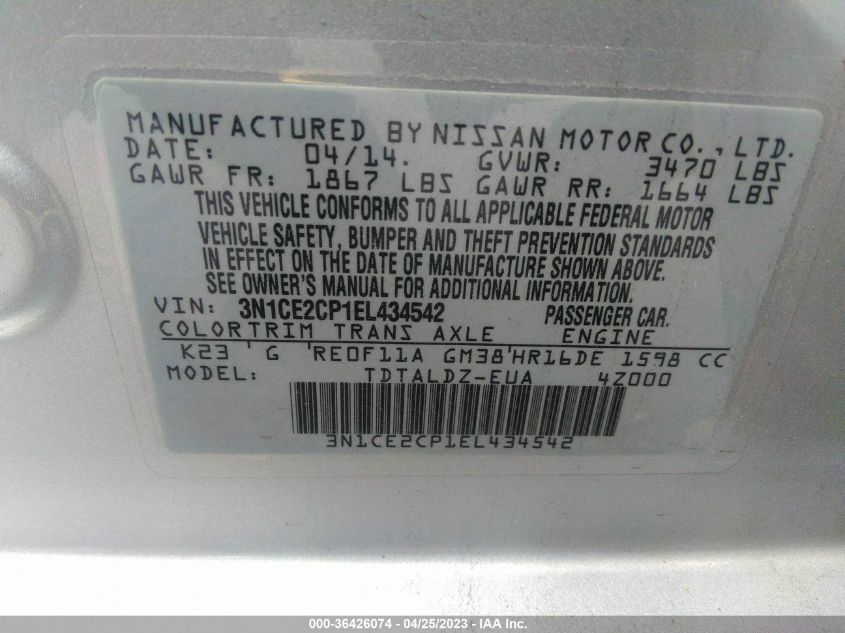 MANUFACTURED BY NISSAN MOTOR CO., LTD.
DATE: 04/14. GVWR: 3470 LBS
GAWR FR: 1867 LBS GAWR RR: 1664 LBS
THIS VEHICLE CONFORMS TO ALL APPLICABLE FEDERAL MOTOR
VEHICLE SAFETY, BUMPER AND THEFT PREVENTION STANDARDS
IN EFFECT ON THE DATE OF MANUFACTURE SHOWN ABOVE.
SEE OWNER'S MANUAL FOR ADDITIONAL INFORMATION.
VIN: 3N1CE2CP1EL434542 PASSENGER CAR.
COLORTRIM TRANS AXLE ENGINE
K23 G RE0F11A GM38 HR16DE 1598 CC
MODEL: TDTALDZ-EUA 4Z000
3N1CE2CP1EL434542
000-36426074 - 04/25/2023 - IAA Inc.